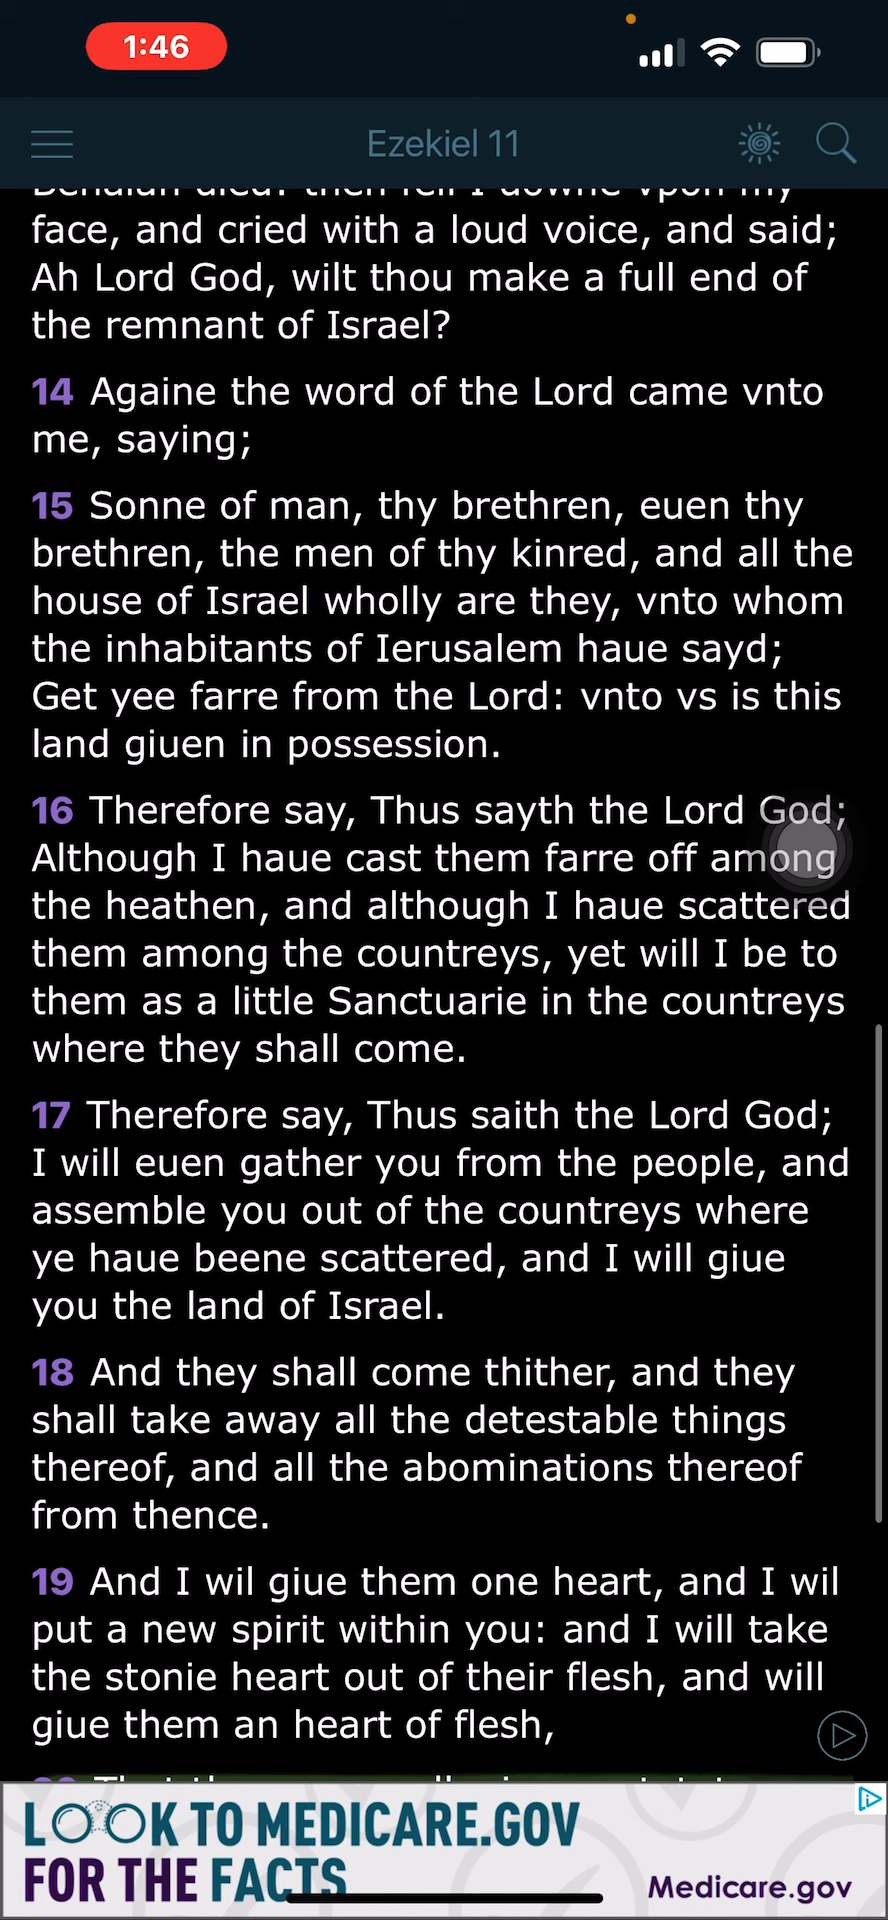 1:46
Ezekiel 11
face, and cried with a loud voice, and said;
Ah Lord God, wilt thou make a full end of
the remnant of Israel?
14 Againe the word of the Lord came vnto
me, saying;
15 Sonne of man, thy brethren, euen thy
brethren, the men of thy kinred, and all the
house of Israel wholly are they, vnto whom
the inhabitants of Ierusalem haue sayd;
Get yee farre from the Lord: vnto vs is this
land giuen in possession.
16 Therefore say, Thus sayth the Lord God;
Although I haue cast them farre off among
the heathen, and although I haue scattered
them among the countreys, yet will I be to
them as a little Sanctuarie in the countreys
where they shall come.
17 Therefore say, Thus saith the Lord God;
I will euen gather you from the people, and
assemble you out of the countreys where
ye haue beene scattered, and I will giue
you the land of Israel.
18 And they shall come thither, and they
shall take away all the detestable things
thereof, and all the abominations thereof
from thence.
19 And I wil giue them one heart, and I wil
put a new spirit within you: and I will take
the stonie heart out of their flesh, and will
giue them an heart of flesh,
LOOK TO MEDICARE.GOV
FOR THE FACTS
Medicare.gov